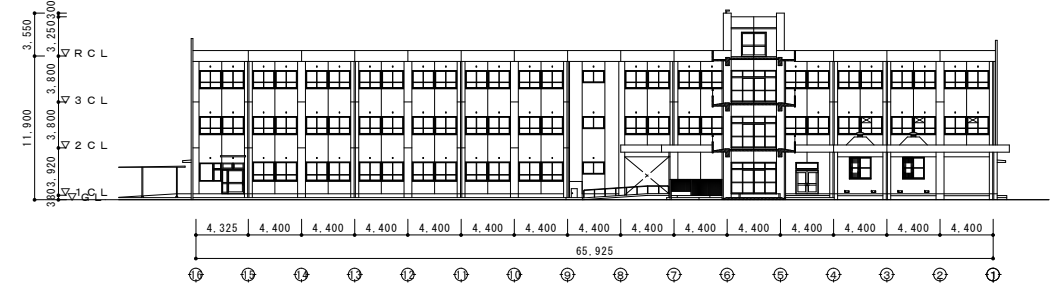 300
3,250
3,550
▽RCL
3,800
▽3CL
3,800
11,900
▽2CL
3,920
▽1CL
380
▽GL
4,325 4,400 4,400 4,400 4,400 4,400 4,400 4,400 4,400 4,400 4,400 4,400 4,400 4,400 4,400
65,925
⑯ ⑮ ⑭ ⑬ ⑫ ⑪ ⑩ ⑨ ⑧ ⑦ ⑥ ⑤ ④ ③ ② ①